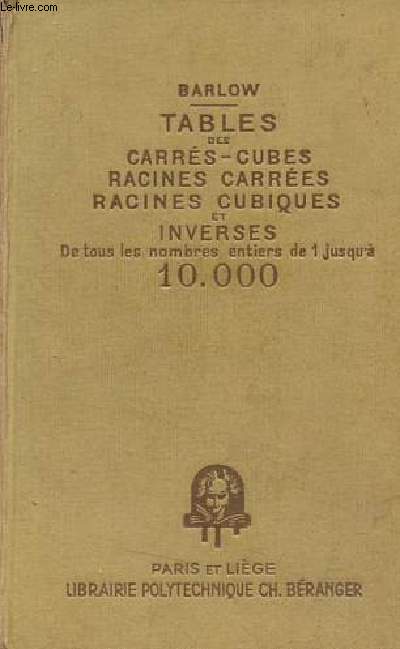 Le-livre.com
BARLOW
TABLES
DES
CARRÉS-CUBES
RACINES CARRÉES
RACINES CUBIQUES
ET
INVERSES
De tous les nombres entiers de 1 jusqu'à
10.000
PARIS ET LIÈGE
LIBRAIRIE POLYTECHNIQUE CH. BÉRANGER